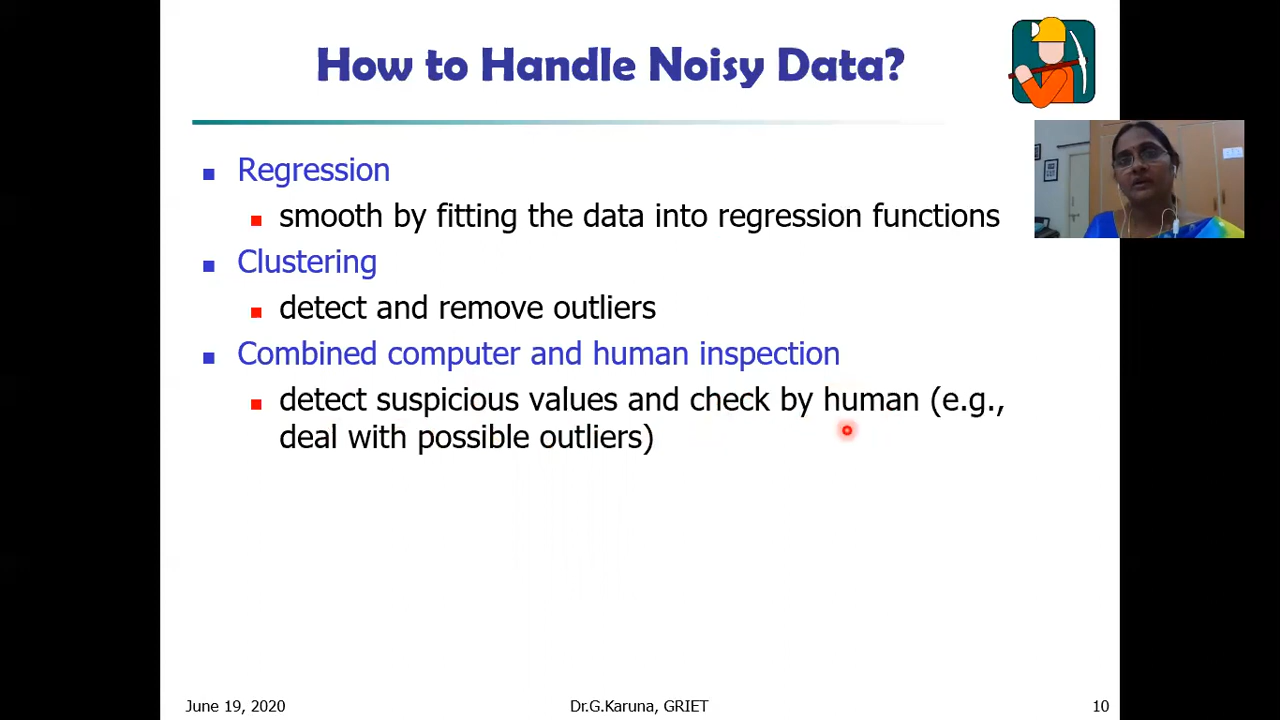 How to Handle Noisy Data?
Regression
smooth by fitting the data into regression functions
Clustering
detect and remove outliers
Combined computer and human inspection
detect suspicious values and check by human (e.g.,
deal with possible outliers)
June 19, 2020
Dr.G.Karuna, GRIET
10